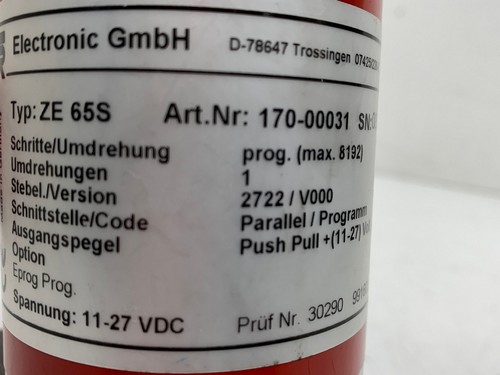 Electronic GmbH D-78647 Trossingen
Typ: ZE 65S Art.Nr: 170-00031 SN:
Schritte/Umdrehung prog. (max. 8192)
Umdrehungen 1
Stebel./Version 2722 / V000
Schnittstelle/Code Parallel / Programm
Ausgangspegel Push Pull +(11-27)
Option
Eprog Prog.
Spannung: 11-27 VDC Prüf Nr. 30290